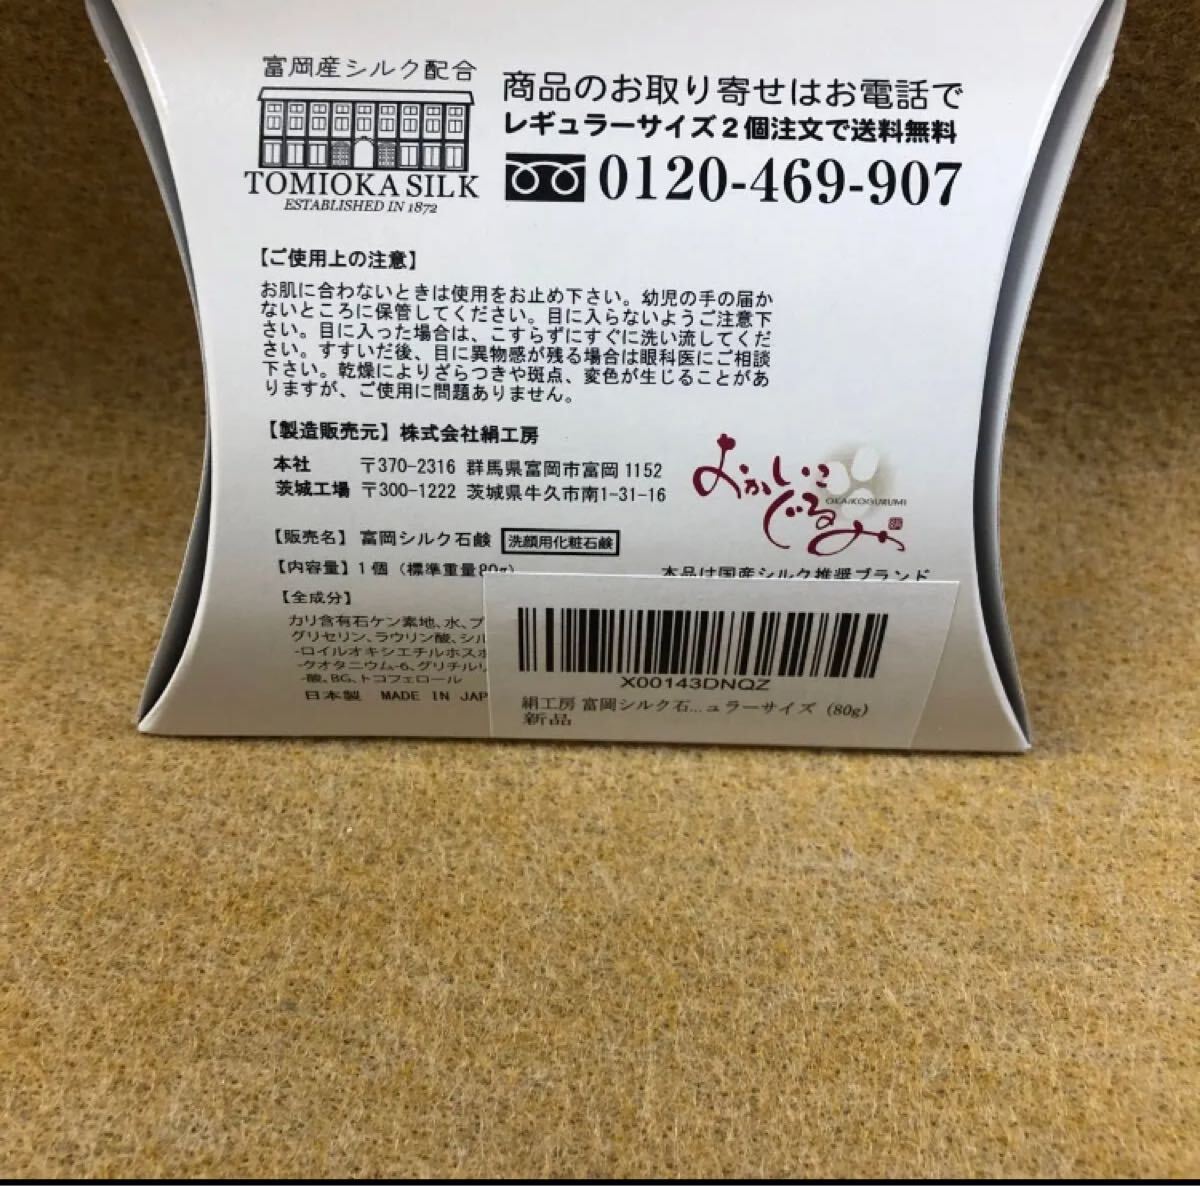 富岡産シルク配合
TOMIOKA SILK
ESTABLISHED IN 1872
商品のお取り寄せはお電話で
レギュラーサイズ2個注文で送料無料
0120-469-907
【ご使用上の注意】
お肌に合わないときは使用をお止め下さい。幼児の手の届か
ないところに保管してください。目に入らないようご注意下
さい。目に入った場合は、こすらずにすぐに洗い流してくだ
さい。すすいだ後、目に異物感が残る場合は眼科医にご相談
下さい。乾燥によりざらつきや斑点、変色が生じることがあ
りますが、ご使用に問題ありません。
【製造販売元】株式会社絹工房
本社 〒370-2316 群馬県富岡市富岡1152
茨城工場 〒300-1222 茨城県牛久市南1-31-16
おかいこぐるみ
OKAIKOGURUMI
【販売名】富岡シルク石鹸 洗顔用化粧石鹸
【内容量】1個（標準重量80g）
本品は国産シルク推奨ブランド
【全成分】
カリ含有石ケン素地、水、プ
グリセリン、ラウリン酸、シル
-ロイルオキシエチルホスホ
-クオタニウム-6、グリチルリ
-酸、BG、トコフェロール
日本製 MADE IN JAP
X00143DNQZ
絹工房 富岡シルク石...ュラーサイズ (80g)
新品